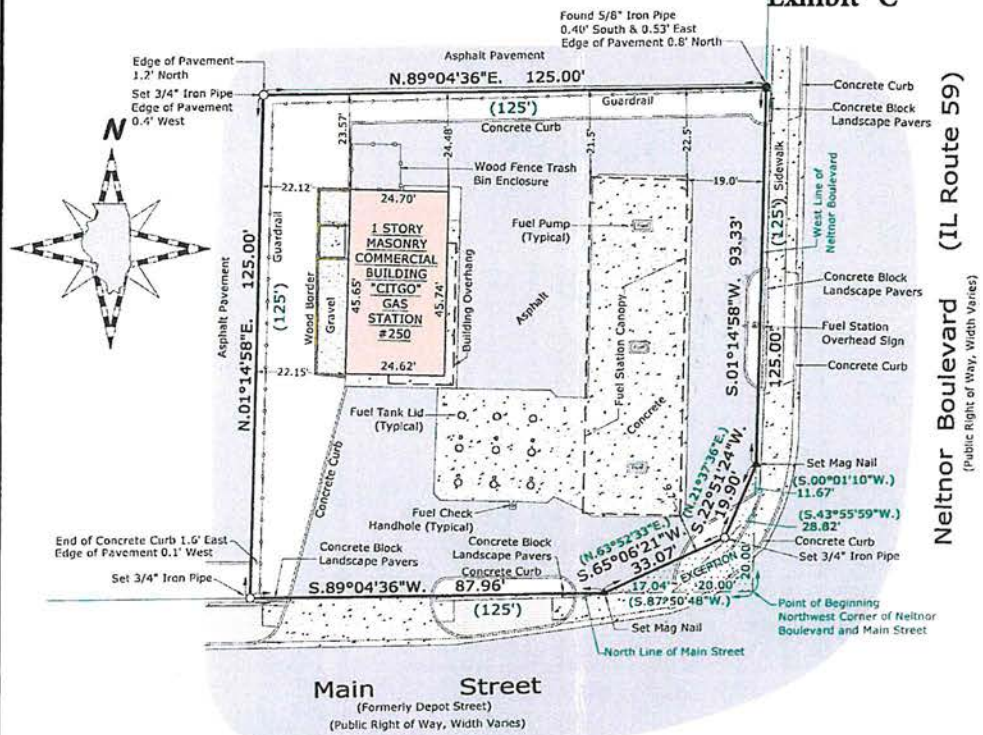 Exhibit "C"
Found 5/8" Iron Pipe
0.40' South & 0.53' East
Edge of Pavement 0.8' North
Asphalt Pavement
N.89°04'36"E. 125.00'
(125')
Guardrail
Concrete Curb
Edge of Pavement
1.2' North
Set 3/4" Iron Pipe
Edge of Pavement
0.4' West
N
Concrete Curb
Concrete Block
Landscape Pavers
23.57'
24.48'
21.5'
22.5'
Wood Fence Trash
Bin Enclosure
22.12'
24.70'
19.0'
Sidewalk
(125')
West Line of
Neltnor Boulevard
Neltnor Boulevard (IL Route 59)
(Public Right of Way, Width Varies)
Fuel Pump
(Typical)
1 STORY
MASONRY
COMMERCIAL
BUILDING
"CITGO"
GAS
STATION
#250
45.65'
45.74'
24.62'
Building Overhang
Asphalt
Fuel Station Canopy
Concrete
S.01°14'58"W. 93.33'
125.00'
Concrete Block
Landscape Pavers
Fuel Station
Overhead Sign
Concrete Curb
Asphalt Pavement
N.01°14'58"E. 125.00'
(125')
Guardrail
Wood Border
Gravel
22.15'
Fuel Tank Lid
(Typical)
Concrete Curb
Fuel Check
Handhole (Typical)
(N.21°37'36"E.)
S.22°51'24"W.
19.90'
Set Mag Nail
(S.00°01'10"W.)
11.67'
(S.43°55'59"W.)
28.82'
Concrete Curb
Set 3/4" Iron Pipe
(N.63°52'33"E.)
S.65°06'21"W.
33.07'
EXCEPTION
20.00'
17.04' 20.00'
(S.87°50'48"W.)
Point of Beginning
Northwest Corner of Neltnor
Boulevard and Main Street
End of Concrete Curb 1.6' East
Edge of Pavement 0.1' West
Set 3/4" Iron Pipe
Concrete Block
Landscape Pavers
Concrete Block
Landscape Pavers
Concrete Curb
S.89°04'36"W. 87.96'
(125')
Set Mag Nail
North Line of Main Street
Main Street
(Formerly Depot Street)
(Public Right of Way, Width Varies)